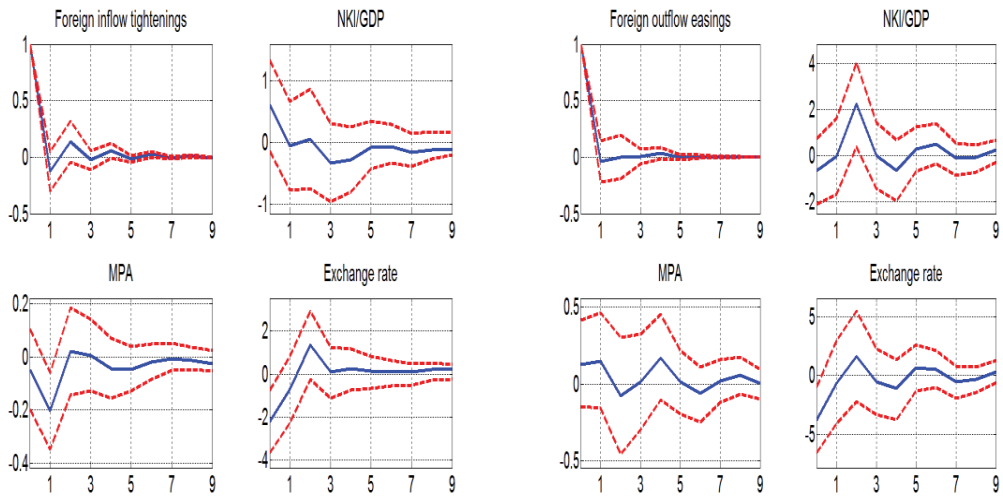 Foreign inflow tightenings
NKI/GDP
Foreign outflow easings
NKI/GDP
1
0.5
0
-0.5
1 3 5 7 9
1
0
-1
1 3 5 7 9
1
0.5
0
-0.5
1 3 5 7 9
4
2
0
-2
1 3 5 7 9
MPA
Exchange rate
MPA
Exchange rate
0.2
0
-0.2
-0.4
1 3 5 7 9
2
0
-2
-4
1 3 5 7 9
0.5
0
-0.5
1 3 5 7 9
5
0
-5
1 3 5 7 9